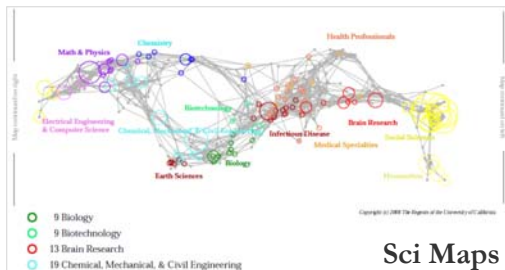 Health Professionals
Chemistry
Math & Physics
Biotechnology
Electrical Engineering
& Computer Science
Chemical, Mechanical & Civil Engineering
Infectious Disease
Brain Research
Social Sciences
Medical Specialties
Biology
Earth Sciences
Humanities
Copyright (c) 2008 The Regents of the University of California
9 Biology
9 Biotechnology
13 Brain Research
19 Chemical, Mechanical, & Civil Engineering
Sci Maps